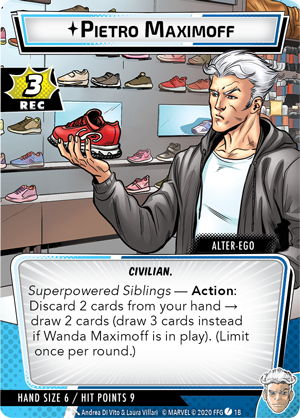 PIETRO MAXIMOFF
3
REC
ALTER-EGO
CIVILIAN.
Superpowered Siblings — Action:
Discard 2 cards from your hand →
draw 2 cards (draw 3 cards instead
if Wanda Maximoff is in play). (Limit
once per round.)
HAND SIZE 6 / HIT POINTS 9
Andrea Di Vito & Laura Villari © MARVEL © 2020 FFG 1B